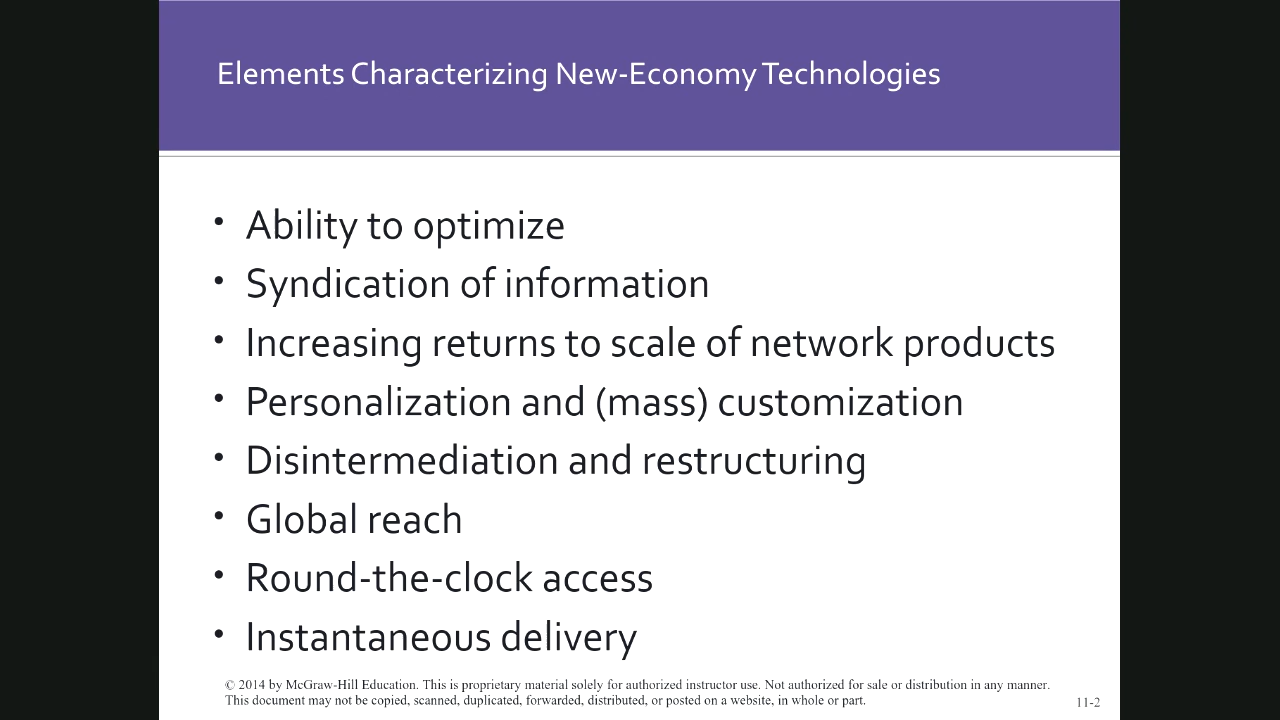 Elements Characterizing New-Economy Technologies
• Ability to optimize
• Syndication of information
• Increasing returns to scale of network products
• Personalization and (mass) customization
• Disintermediation and restructuring
• Global reach
• Round-the-clock access
• Instantaneous delivery
© 2014 by McGraw-Hill Education. This is proprietary material solely for authorized instructor use. Not authorized for sale or distribution in any manner.
This document may not be copied, scanned, duplicated, forwarded, distributed, or posted on a website, in whole or part.
11-2